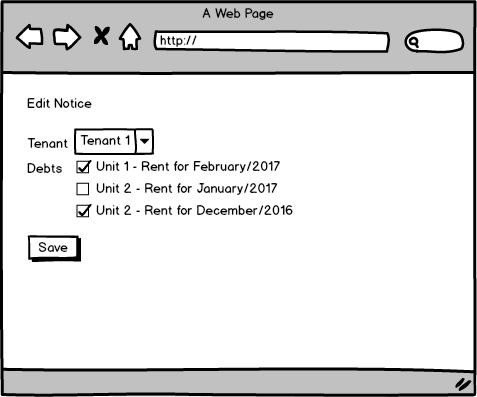 A Web Page
http://
Edit Notice
Tenant Tenant 1
Debts Unit 1 - Rent for February/2017
Unit 2 - Rent for January/2017
Unit 2 - Rent for December/2016
Save